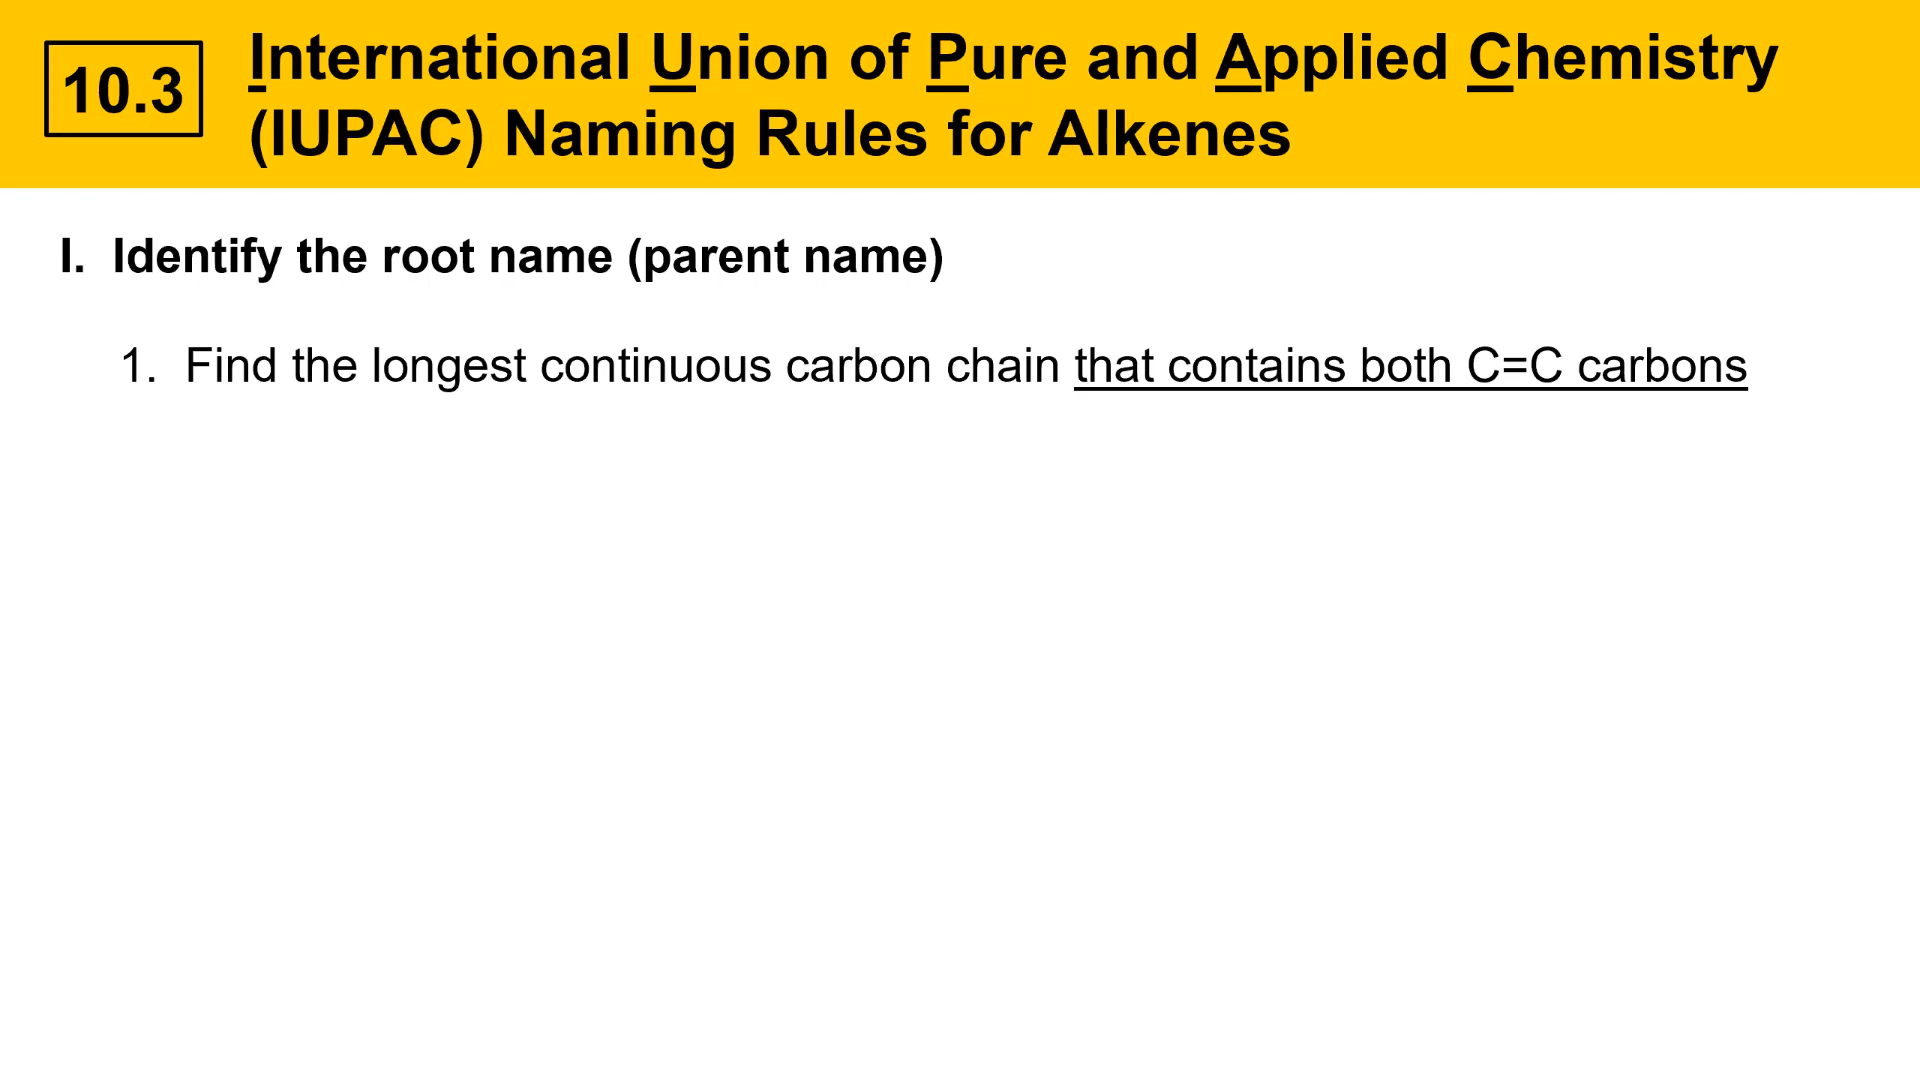 10.3
International Union of Pure and Applied Chemistry
(IUPAC) Naming Rules for Alkenes
I. Identify the root name (parent name)
1. Find the longest continuous carbon chain that contains both C=C carbons